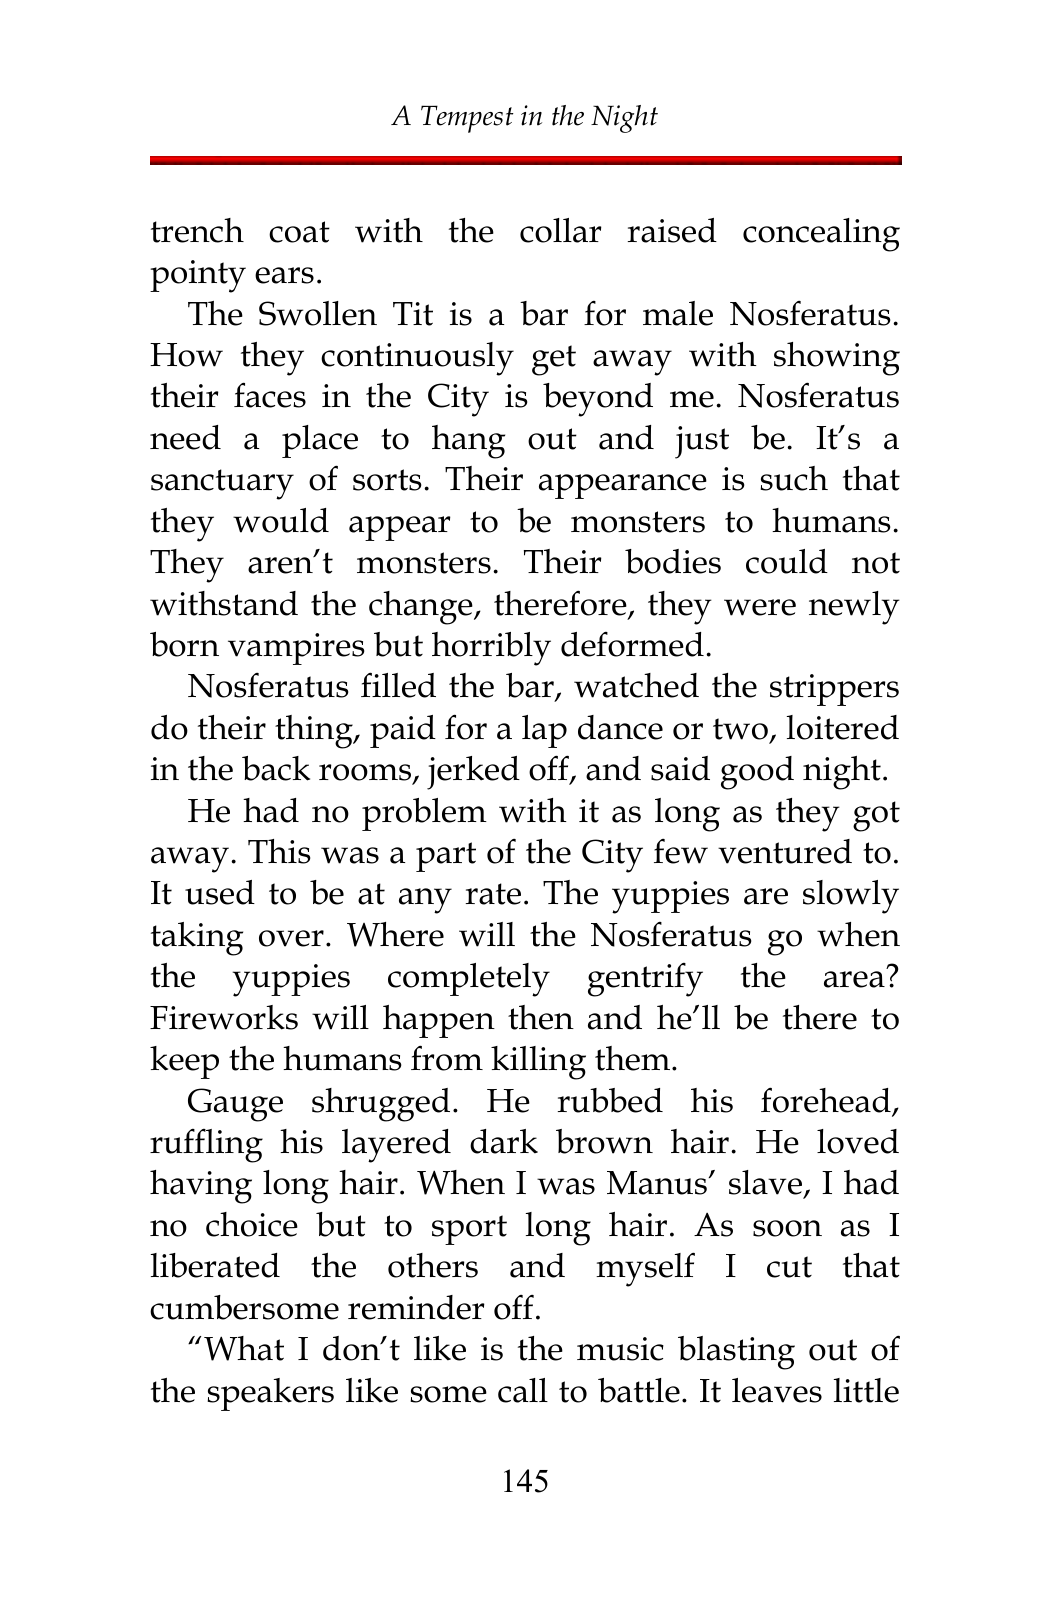 A Tempest in the Night
trench coat with the collar raised concealing
pointy ears.
The Swollen Tit is a bar for male Nosferatus.
How they continuously get away with showing
their faces in the City is beyond me. Nosferatus
need a place to hang out and just be. It’s a
sanctuary of sorts. Their appearance is such that
they would appear to be monsters to humans.
They aren’t monsters. Their bodies could not
withstand the change, therefore, they were newly
born vampires but horribly deformed.
Nosferatus filled the bar, watched the strippers
do their thing, paid for a lap dance or two, loitered
in the back rooms, jerked off, and said good night.
He had no problem with it as long as they got
away. This was a part of the City few ventured to.
It used to be at any rate. The yuppies are slowly
taking over. Where will the Nosferatus go when
the yuppies completely gentrify the area?
Fireworks will happen then and he’ll be there to
keep the humans from killing them.
Gauge shrugged. He rubbed his forehead,
ruffling his layered dark brown hair. He loved
having long hair. When I was Manus’ slave, I had
no choice but to sport long hair. As soon as I
liberated the others and myself I cut that
cumbersome reminder off.
“What I don’t like is the music blasting out of
the speakers like some call to battle. It leaves little
145